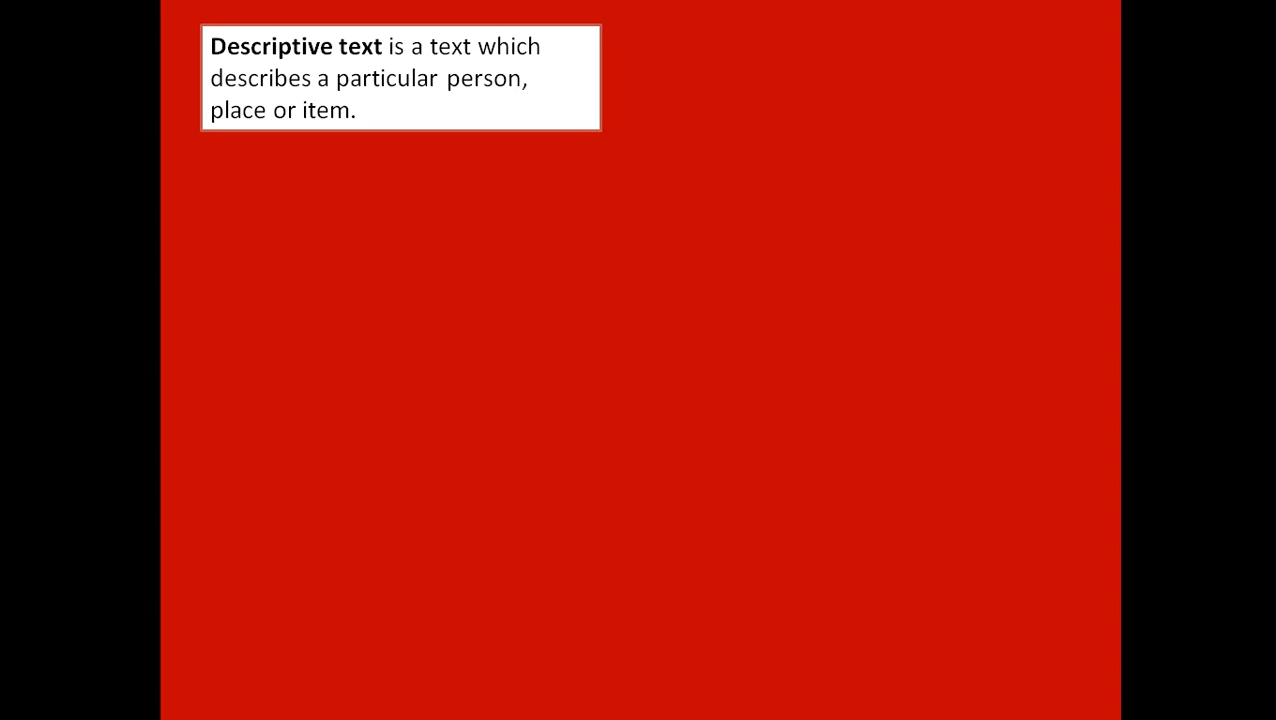 Descriptive text is a text which
describes a particular person,
place or item.